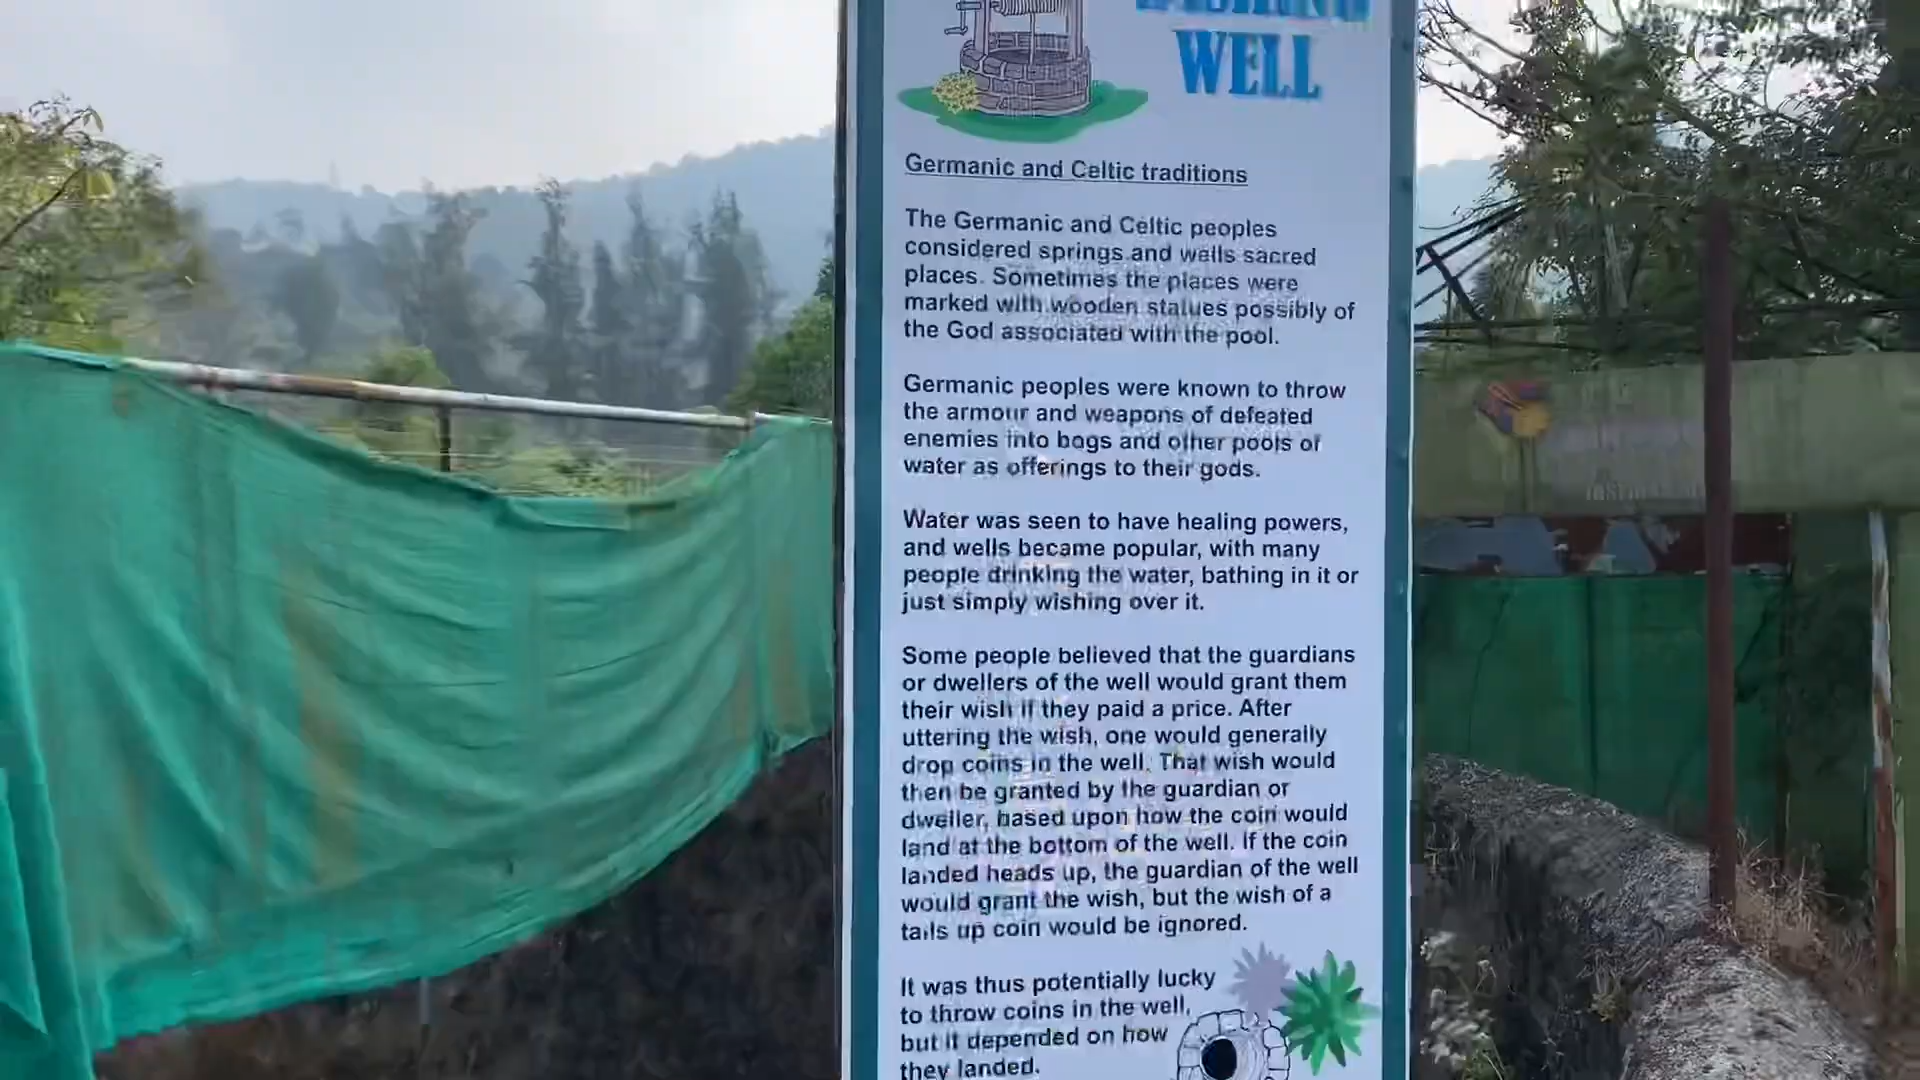 WELL
Germanic and Celtic traditions
The Germanic and Celtic peoples
considered springs and wells sacred
places. Sometimes the places were
marked with wooden statues possibly of
the God associated with the pool.
Germanic peoples were known to throw
the armour and weapons of defeated
enemies into bogs and other pools of
water as offerings to their gods.
Water was seen to have healing powers,
and wells became popular, with many
people drinking the water, bathing in it or
just simply wishing over it.
Some people believed that the guardians
or dwellers of the well would grant them
their wish if they paid a price. After
uttering the wish, one would generally
drop coins in the well. That wish would
then be granted by the guardian or
dweller, based upon how the coin would
land at the bottom of the well. If the coin
landed heads up, the guardian of the well
would grant the wish, but the wish of a
tails up coin would be ignored.
It was thus potentially lucky
to throw coins in the well,
but it depended on how
they landed.